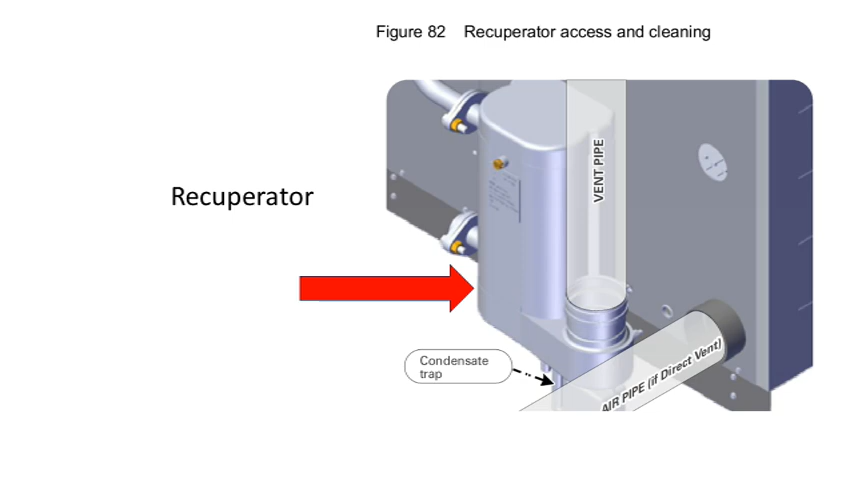 Figure 82 Recuperator access and cleaning
Recuperator
VENT PIPE
Condensate
trap
AIR PIPE (if Direct Vent)